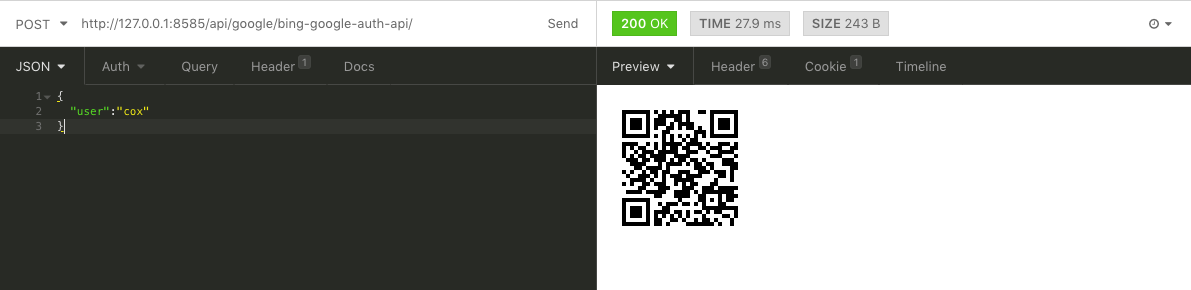 POST http://127.0.0.1:8585/api/google/bing-google-auth-api/ Send 200 OK TIME 27.9 ms SIZE 243 B
JSON Auth Query Header 1 Docs Preview Header 6 Cookie 1 Timeline
1 {
2 "user":"cox"
3 }